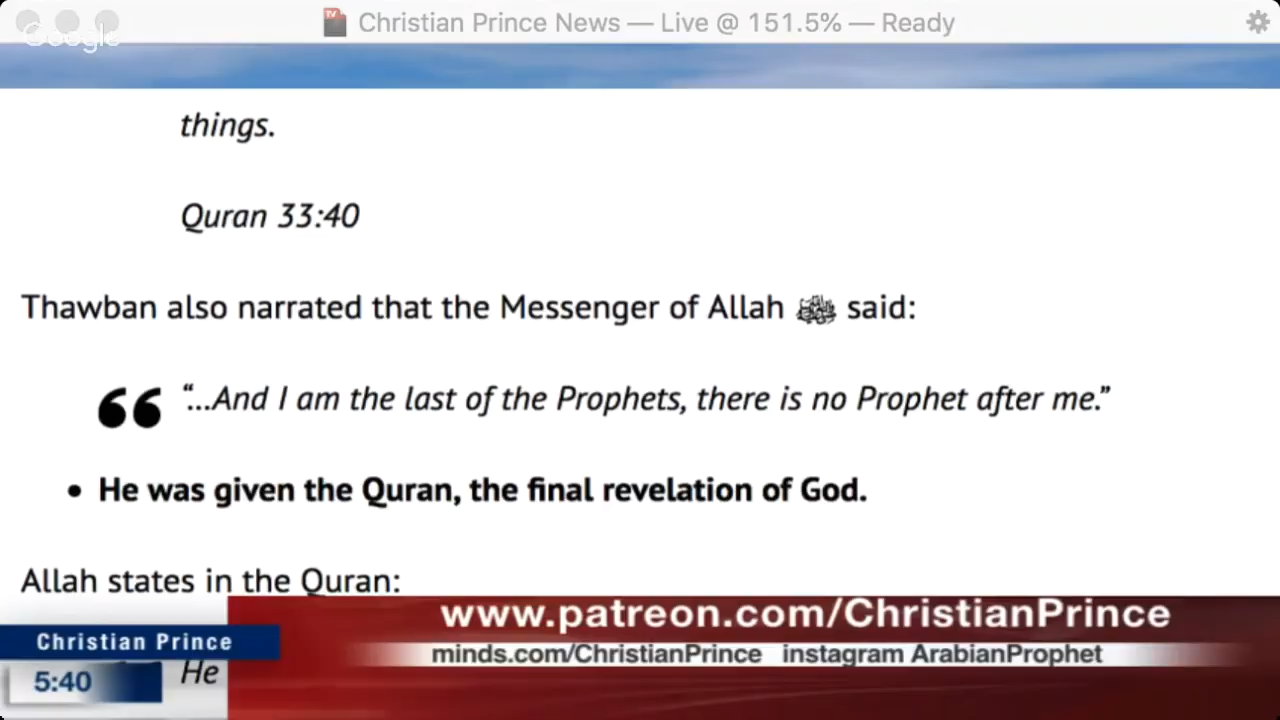 Christian Prince News — Live @ 151.5% — Ready
Google
things.
Quran 33:40
Thawban also narrated that the Messenger of Allah ﷺ said:
“ “...And I am the last of the Prophets, there is no Prophet after me.”
• He was given the Quran, the final revelation of God.
Allah states in the Quran:
www.patreon.com/ChristianPrince
Christian Prince
minds.com/ChristianPrince instagram ArabianProphet
5:40
He